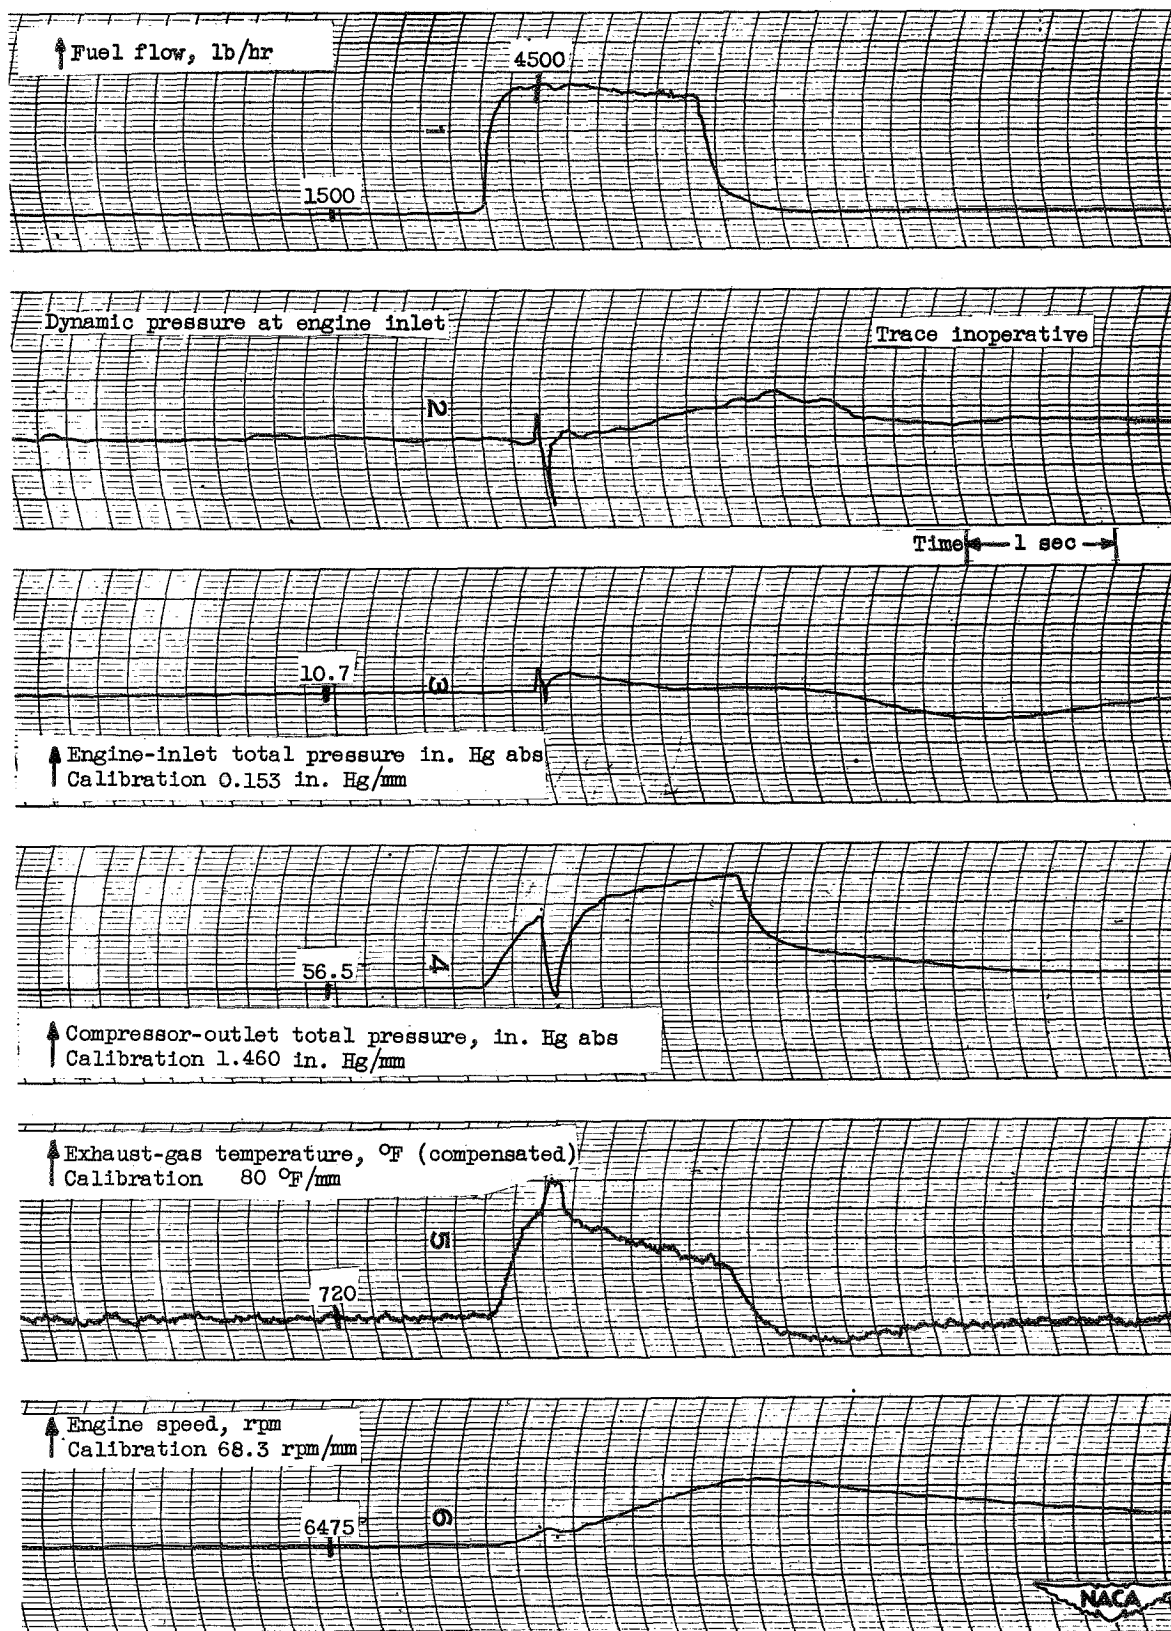 Fuel flow, lb/hr
4500
1
1500
Dynamic pressure at engine inlet
Trace inoperative
2
Time 1 sec
10.7
3
Engine-inlet total pressure in. Hg abs
Calibration 0.153 in. Hg/mm
56.5
4
Compressor-outlet total pressure, in. Hg abs
Calibration 1.460 in. Hg/mm
Exhaust-gas temperature, °F (compensated)
Calibration 80 °F/mm
5
720
Engine speed, rpm
Calibration 68.3 rpm/mm
6475
6
NACA